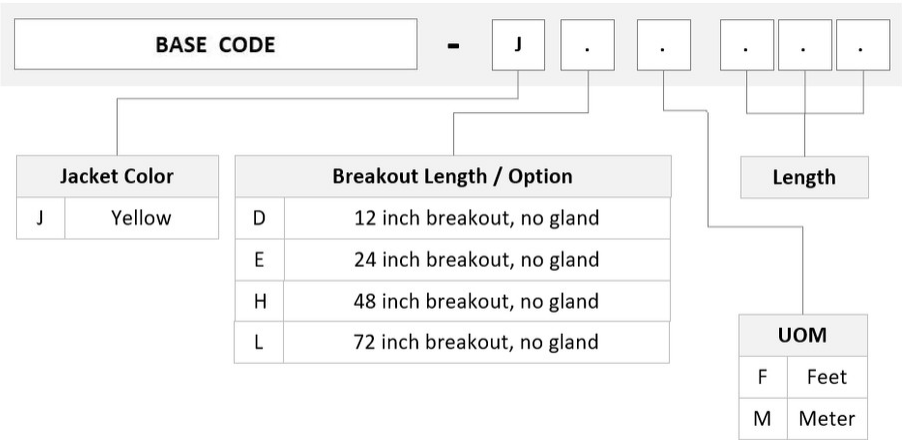 BASE CODE - J . . . . .
Jacket Color
J Yellow
Breakout Length / Option
D 12 inch breakout, no gland
E 24 inch breakout, no gland
H 48 inch breakout, no gland
L 72 inch breakout, no gland
Length
UOM
F Feet
M Meter